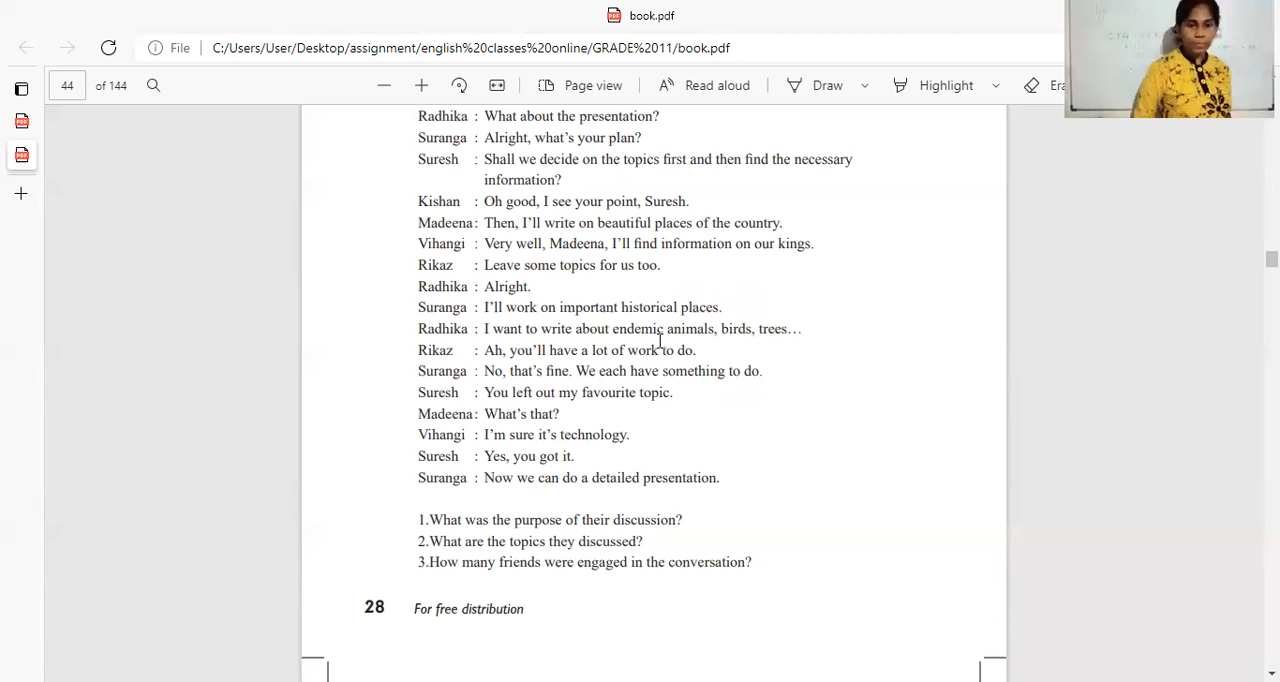 book.pdf
File C:/Users/User/Desktop/assignment/english%20classes%20online/GRADE%2011/book.pdf
44 of 144 Page view Read aloud Draw Highlight Era
Radhika : What about the presentation?
Suranga : Alright, what's your plan?
Suresh : Shall we decide on the topics first and then find the necessary
information?
Kishan : Oh good, I see your point, Suresh.
Madeena : Then, I'll write on beautiful places of the country.
Vihangi : Very well, Madeena, I'll find information on our kings.
Rikaz : Leave some topics for us too.
Radhika : Alright.
Suranga : I'll work on important historical places.
Radhika : I want to write about endemic animals, birds, trees…
Rikaz : Ah, you'll have a lot of work to do.
Suranga : No, that's fine. We each have something to do.
Suresh : You left out my favourite topic.
Madeena : What's that?
Vihangi : I'm sure it's technology.
Suresh : Yes, you got it.
Suranga : Now we can do a detailed presentation.
1.What was the purpose of their discussion?
2.What are the topics they discussed?
3.How many friends were engaged in the conversation?
28 For free distribution